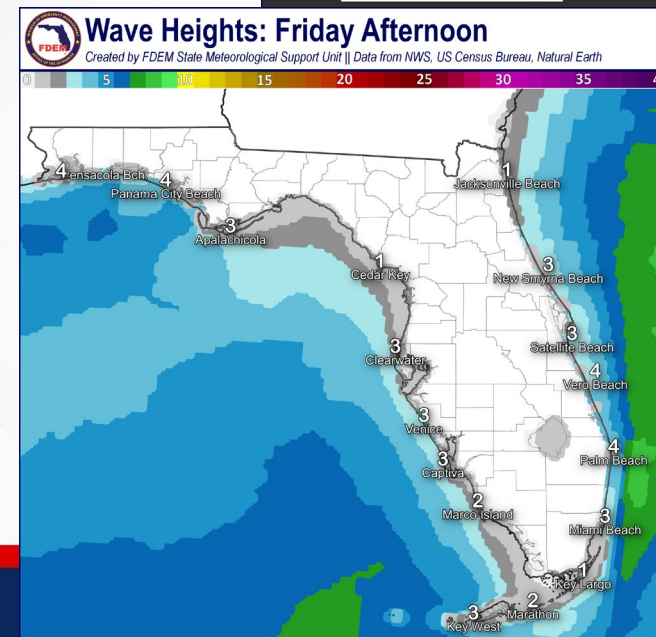 FDEM
Wave Heights: Friday Afternoon
Created by FDEM State Meteorological Support Unit || Data from NWS, US Census Bureau, Natural Earth
0 5 10 15 20 25 30 35
4
ensacola Bch.
4
Panama City Beach
3
Apalachicola
1
Jacksonville Beach
1
Cedar Key
3
New Smyrna Beach
3
Clearwater
3
Satellite Beach
4
Vero Beach
3
Venice
3
Captiva
4
Palm Beach
2
Marco Island
3
Miami Beach
1
Key Largo
2
Marathon
3
Key West